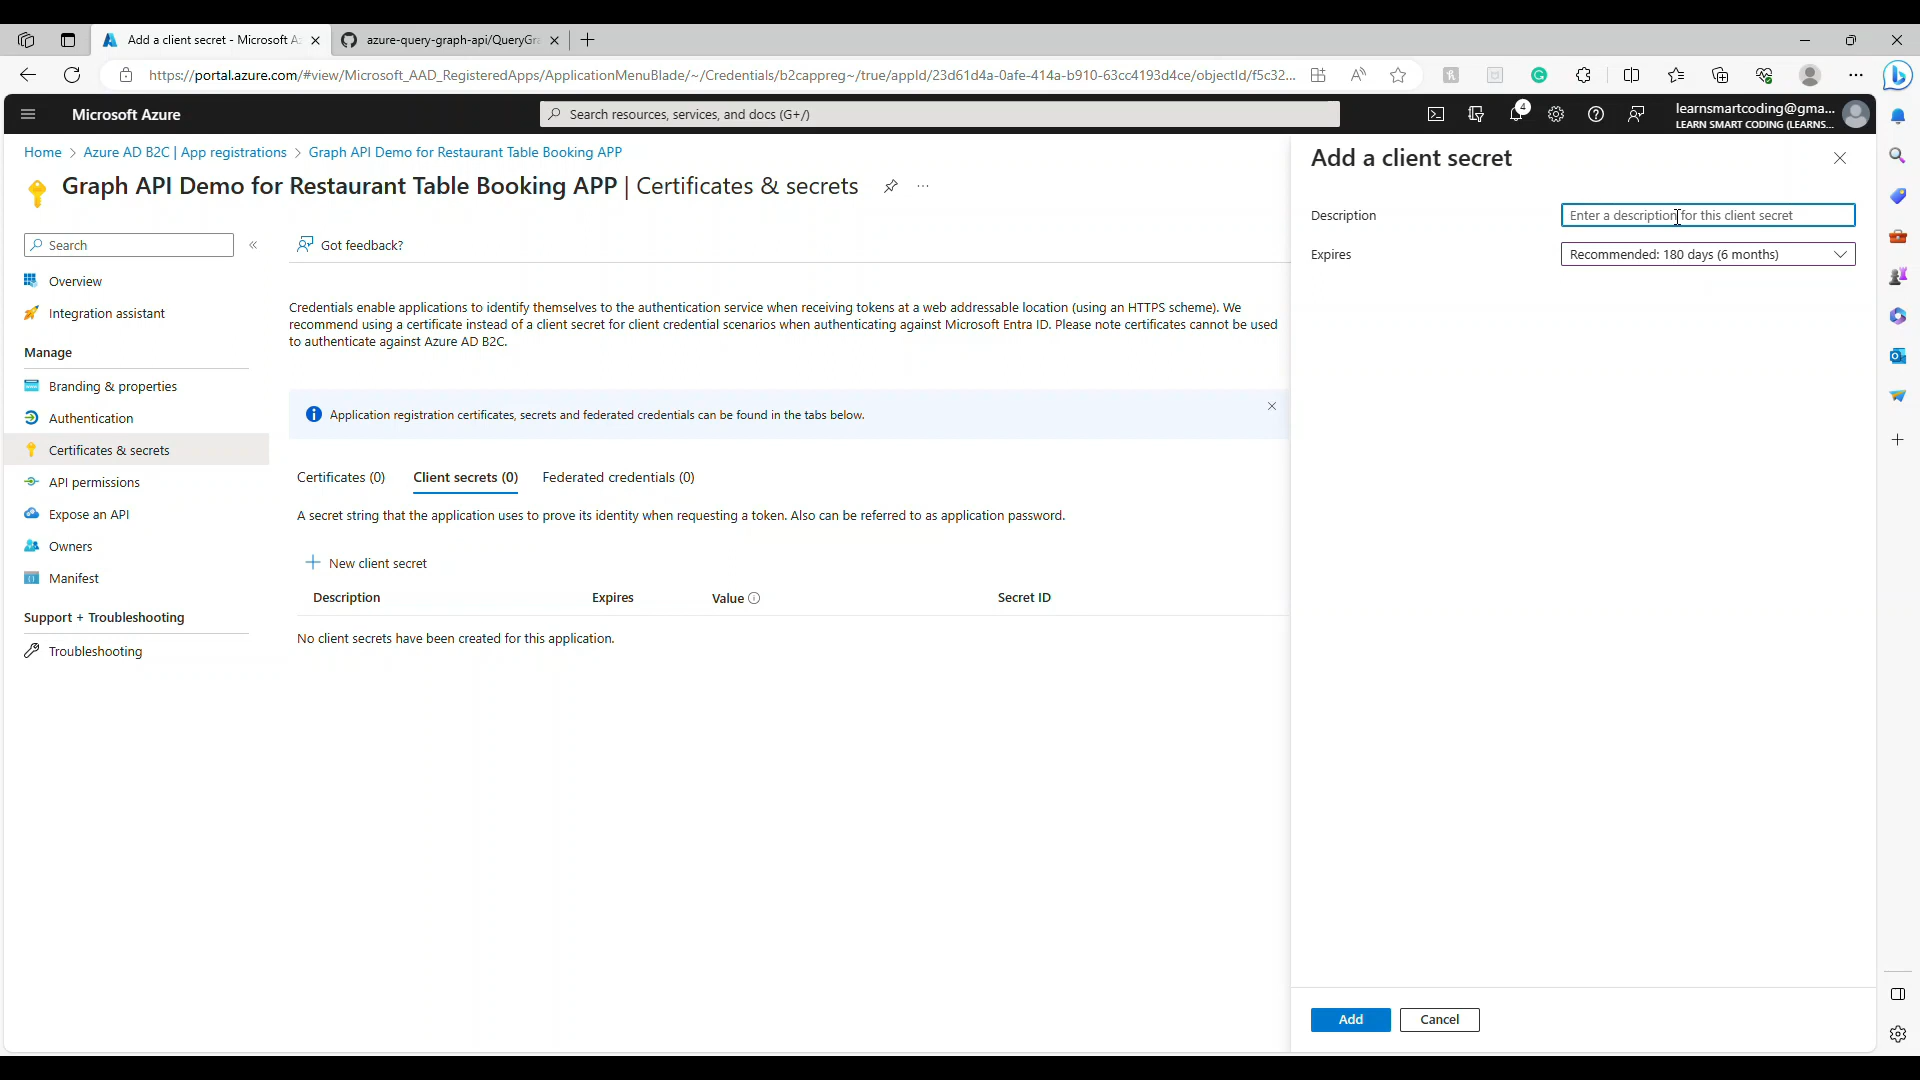 Add a client secret - Microsoft A
azure-query-graph-api/QueryGr
https://portal.azure.com/#view/Microsoft_AAD_RegisteredApps/ApplicationMenuBlade/~/Credentials/b2cappreg~/true/appId/23d61d4a-0afe-414a-b910-63cc4193d4ce/objectId/f5c32...
Microsoft Azure
Search resources, services, and docs (G+/)
4
learnsmartcoding@gma...
LEARN SMART CODING (LEARNS...
Home > Azure AD B2C | App registrations > Graph API Demo for Restaurant Table Booking APP
Graph API Demo for Restaurant Table Booking APP | Certificates & secrets
Search
Got feedback?
Overview
Integration assistant
Manage
Branding & properties
Authentication
Certificates & secrets
API permissions
Expose an API
Owners
Manifest
Support + Troubleshooting
Troubleshooting
Credentials enable applications to identify themselves to the authentication service when receiving tokens at a web addressable location (using an HTTPS scheme). We
recommend using a certificate instead of a client secret for client credential scenarios when authenticating against Microsoft Entra ID. Please note certificates cannot be used
to authenticate against Azure AD B2C.
Application registration certificates, secrets and federated credentials can be found in the tabs below.
Certificates (0) Client secrets (0) Federated credentials (0)
A secret string that the application uses to prove its identity when requesting a token. Also can be referred to as application password.
New client secret
Description Expires Value Secret ID
No client secrets have been created for this application.
Add a client secret
Description Enter a description for this client secret
Expires Recommended: 180 days (6 months)
Add Cancel